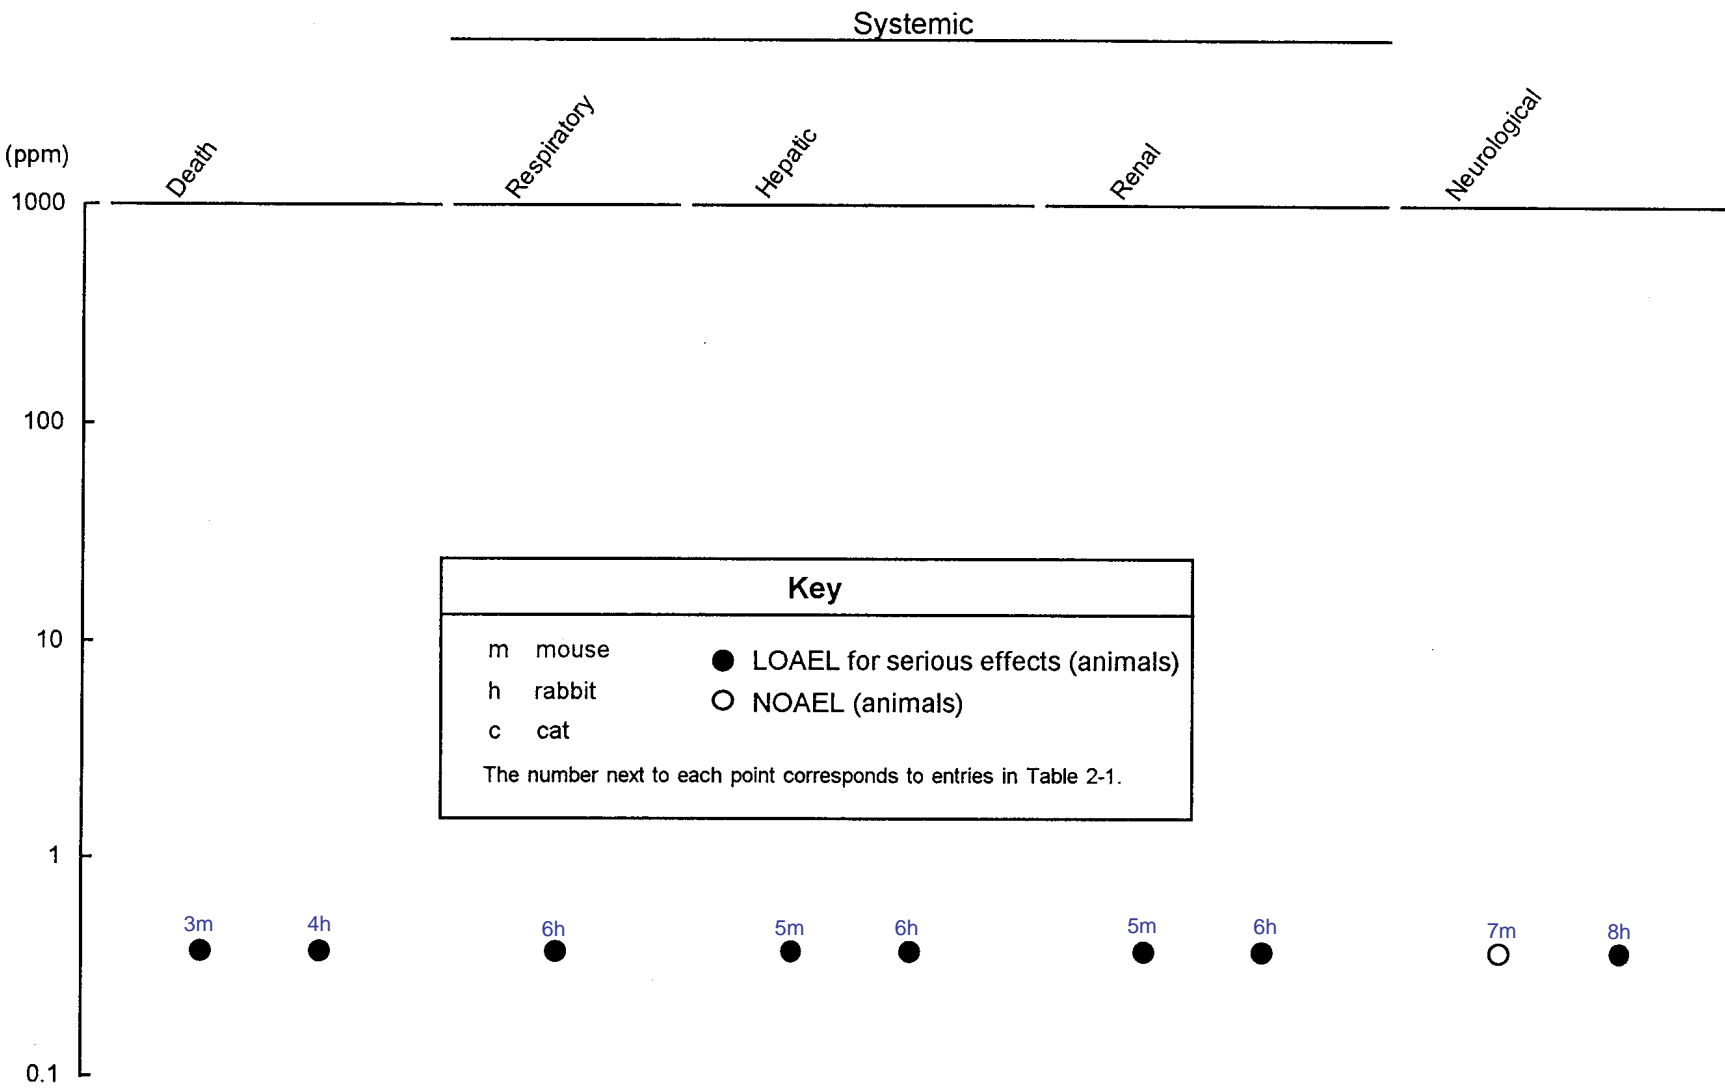 Systemic
(ppm)
Death
Respiratory
Hepatic
Renal
Neurological
1000
100
10
1
0.1
Key
m mouse
h rabbit
c cat
● LOAEL for serious effects (animals)
○ NOAEL (animals)
The number next to each point corresponds to entries in Table 2-1.
3m
4h
6h
5m
6h
5m
6h
7m
8h